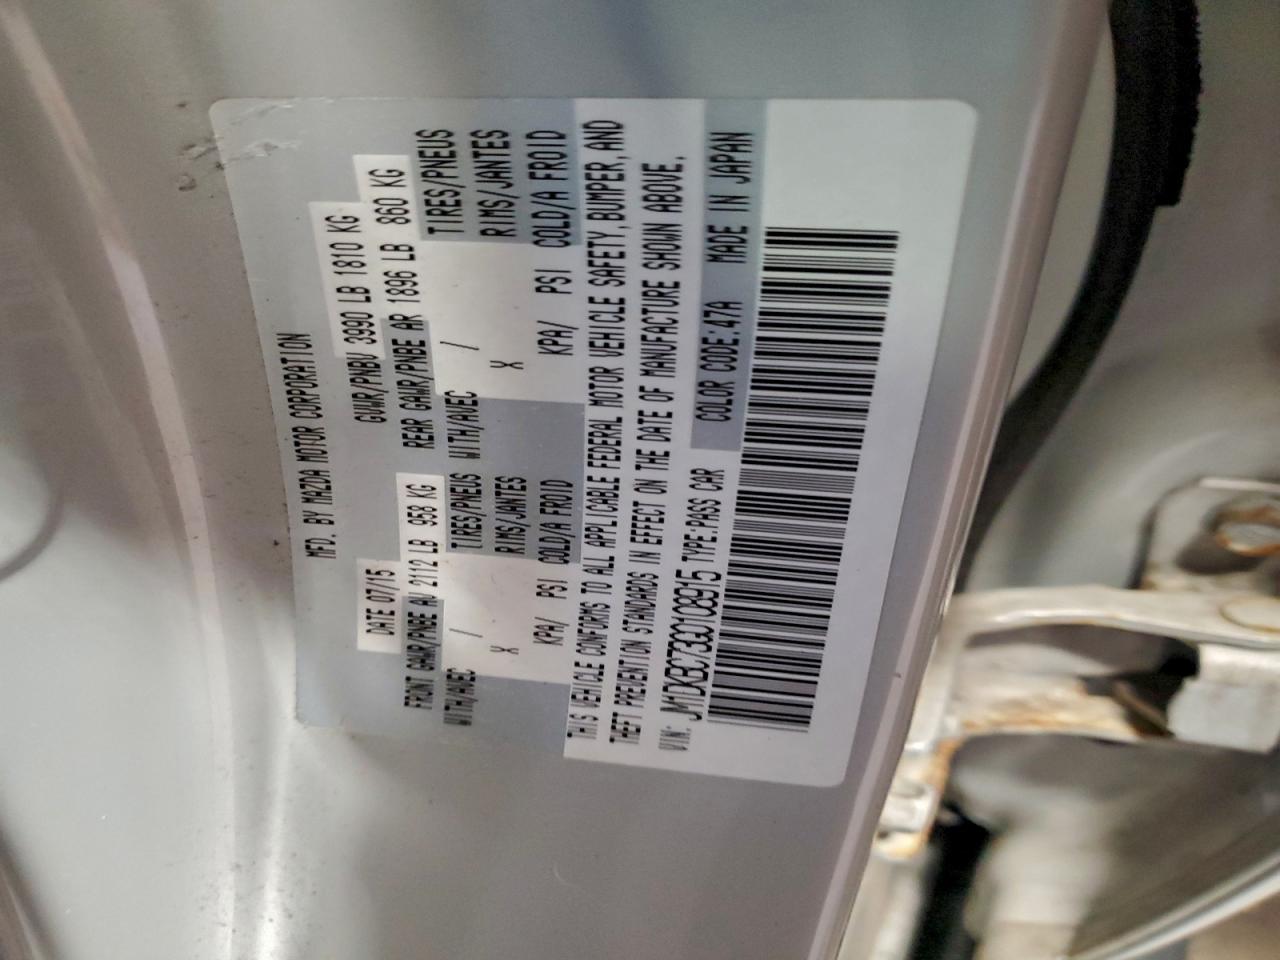 MFD. BY MAZDA MOTOR CORPORATION
DATE 07/15 GVWR/PNBV 3990 LB 1810 KG
FRONT GAWR/PNBE AV 2112 LB 958 KG REAR GAWR/PNBE AR 1896 LB 860 KG
WITH/AVEC / TIRES/PNEUS WITH/AVEC / TIRES/PNEUS
X RIMS/JANTES X RIMS/JANTES
KPA/ PSI COLD/A FROID KPA/ PSI COLD/A FROID
THIS VEHICLE CONFORMS TO ALL APPLICABLE FEDERAL MOTOR VEHICLE SAFETY, BUMPER, AND
THEFT PREVENTION STANDARDS IN EFFECT ON THE DATE OF MANUFACTURE SHOWN ABOVE.
VIN: JM1DKBC73G0108915 TYPE:PASS CAR COLOR CODE:47A MADE IN JAPAN